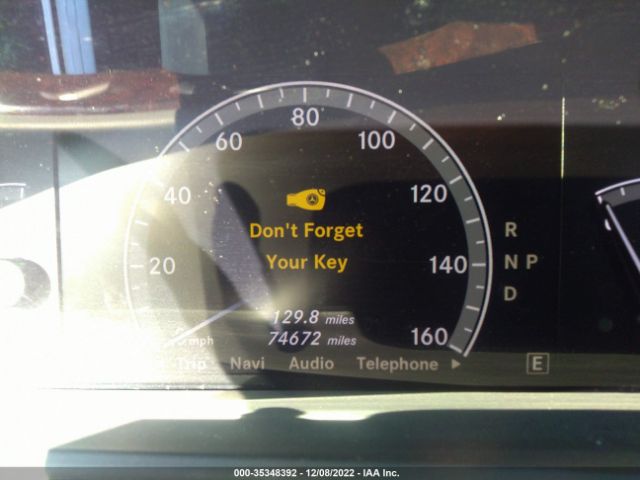 80
60
100
40
120
Don't Forget
Your Key
20
140
R
N P
D
129.8 miles
74672 miles
160
mph
Trip Navi Audio Telephone
E
000-35348392 - 12/08/2022 - IAA Inc.